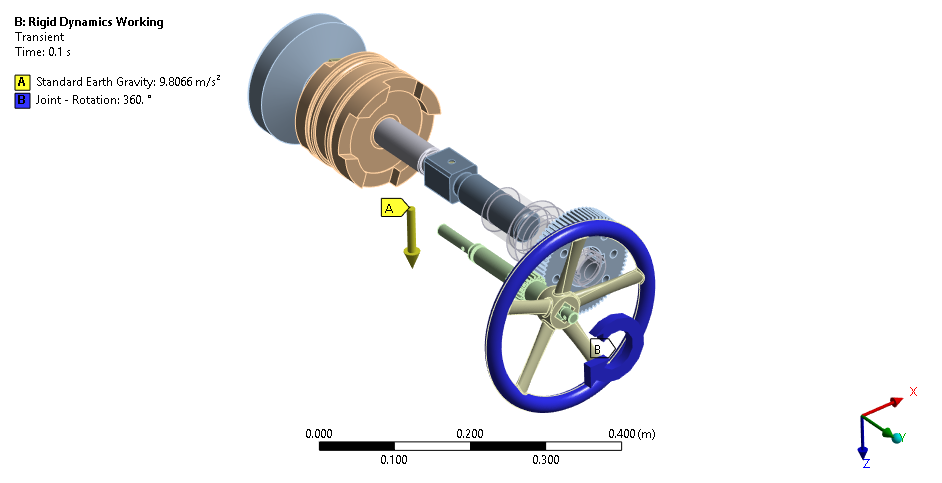 B: Rigid Dynamics Working
Transient
Time: 0.1 s
A Standard Earth Gravity: 9.8066 m/s²
B Joint - Rotation: 360. °
A
B
0.000 0.200 0.400 (m)
0.100 0.300
X
Y
Z